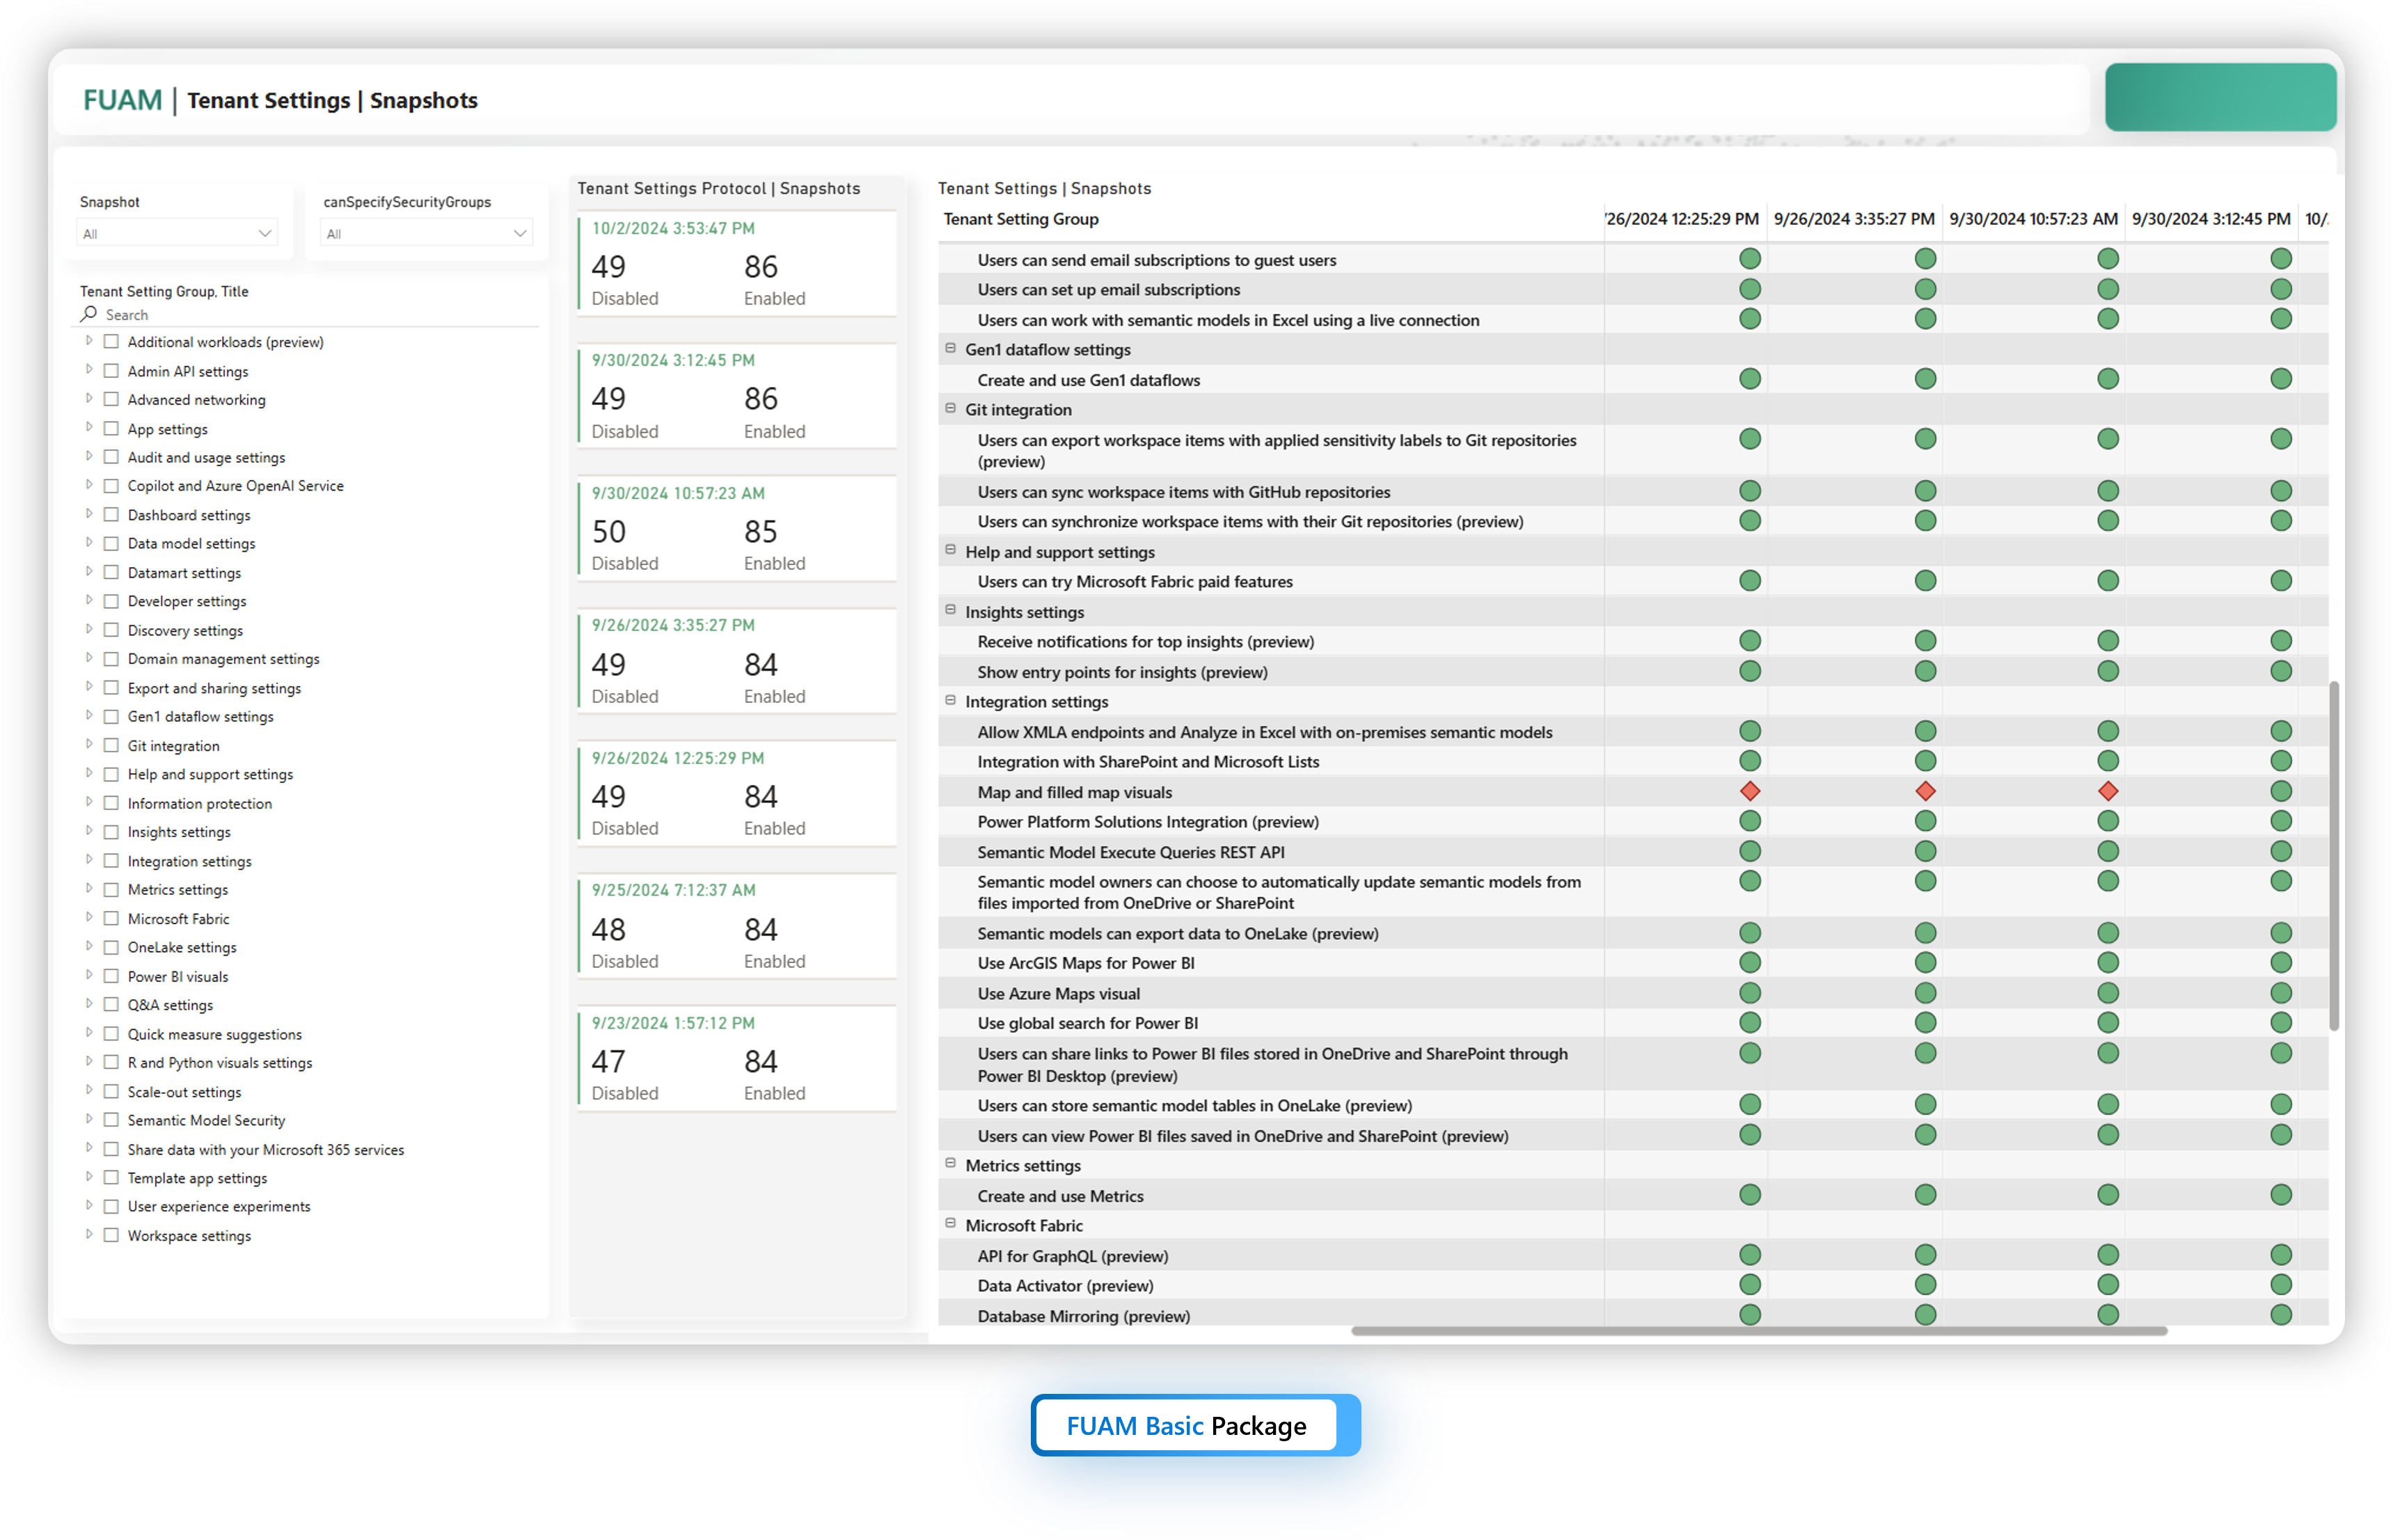 FUAM | Tenant Settings | Snapshots
Snapshot
All
canSpecifySecurityGroups
All
Tenant Setting Group, Title
Search
Additional workloads (preview)
Admin API settings
Advanced networking
App settings
Audit and usage settings
Copilot and Azure OpenAI Service
Dashboard settings
Data model settings
Datamart settings
Developer settings
Discovery settings
Domain management settings
Export and sharing settings
Gen1 dataflow settings
Git integration
Help and support settings
Information protection
Insights settings
Integration settings
Metrics settings
Microsoft Fabric
OneLake settings
Power BI visuals
Q&A settings
Quick measure suggestions
R and Python visuals settings
Scale-out settings
Semantic Model Security
Share data with your Microsoft 365 services
Template app settings
User experience experiments
Workspace settings
Tenant Settings Protocol | Snapshots
10/2/2024 3:53:47 PM
49 86
Disabled Enabled
9/30/2024 3:12:45 PM
49 86
Disabled Enabled
9/30/2024 10:57:23 AM
50 85
Disabled Enabled
9/26/2024 3:35:27 PM
49 84
Disabled Enabled
9/26/2024 12:25:29 PM
49 84
Disabled Enabled
9/25/2024 7:12:37 AM
48 84
Disabled Enabled
9/23/2024 1:57:12 PM
47 84
Disabled Enabled
Tenant Settings | Snapshots
Tenant Setting Group /26/2024 12:25:29 PM 9/26/2024 3:35:27 PM 9/30/2024 10:57:23 AM 9/30/2024 3:12:45 PM 10/
Users can send email subscriptions to guest users
Users can set up email subscriptions
Users can work with semantic models in Excel using a live connection
Gen1 dataflow settings
Create and use Gen1 dataflows
Git integration
Users can export workspace items with applied sensitivity labels to Git repositories
(preview)
Users can sync workspace items with GitHub repositories
Users can synchronize workspace items with their Git repositories (preview)
Help and support settings
Users can try Microsoft Fabric paid features
Insights settings
Receive notifications for top insights (preview)
Show entry points for insights (preview)
Integration settings
Allow XMLA endpoints and Analyze in Excel with on-premises semantic models
Integration with SharePoint and Microsoft Lists
Map and filled map visuals
Power Platform Solutions Integration (preview)
Semantic Model Execute Queries REST API
Semantic model owners can choose to automatically update semantic models from
files imported from OneDrive or SharePoint
Semantic models can export data to OneLake (preview)
Use ArcGIS Maps for Power BI
Use Azure Maps visual
Use global search for Power BI
Users can share links to Power BI files stored in OneDrive and SharePoint through
Power BI Desktop (preview)
Users can store semantic model tables in OneLake (preview)
Users can view Power BI files saved in OneDrive and SharePoint (preview)
Metrics settings
Create and use Metrics
Microsoft Fabric
API for GraphQL (preview)
Data Activator (preview)
Database Mirroring (preview)
FUAM Basic Package